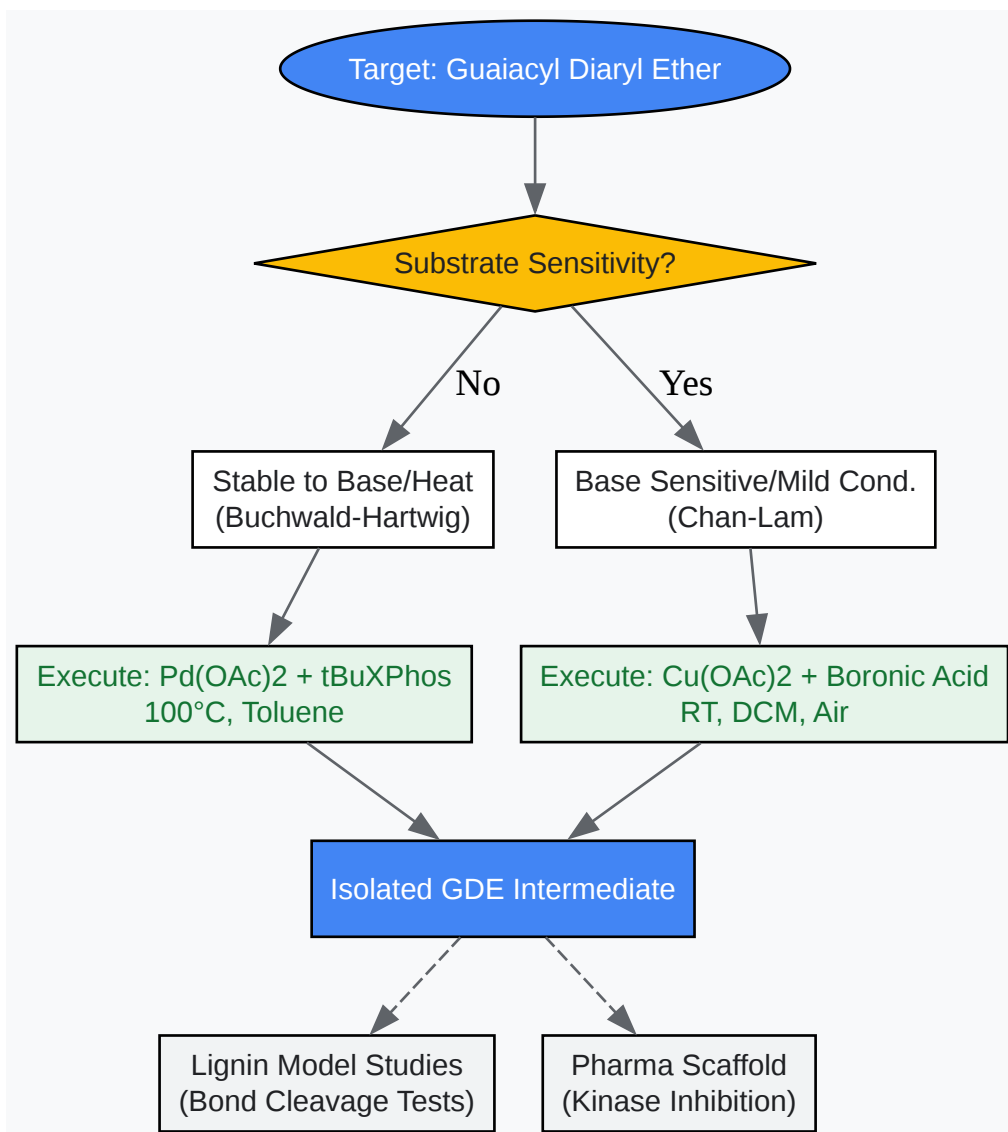 Target: Guaiacyl Diaryl Ether
Substrate Sensitivity?
No
Yes
Stable to Base/Heat
(Buchwald-Hartwig)
Base Sensitive/Mild Cond.
(Chan-Lam)
Execute: Pd(OAc)2 + tBuXPhos
100°C, Toluene
Execute: Cu(OAc)2 + Boronic Acid
RT, DCM, Air
Isolated GDE Intermediate
Lignin Model Studies
(Bond Cleavage Tests)
Pharma Scaffold
(Kinase Inhibition)